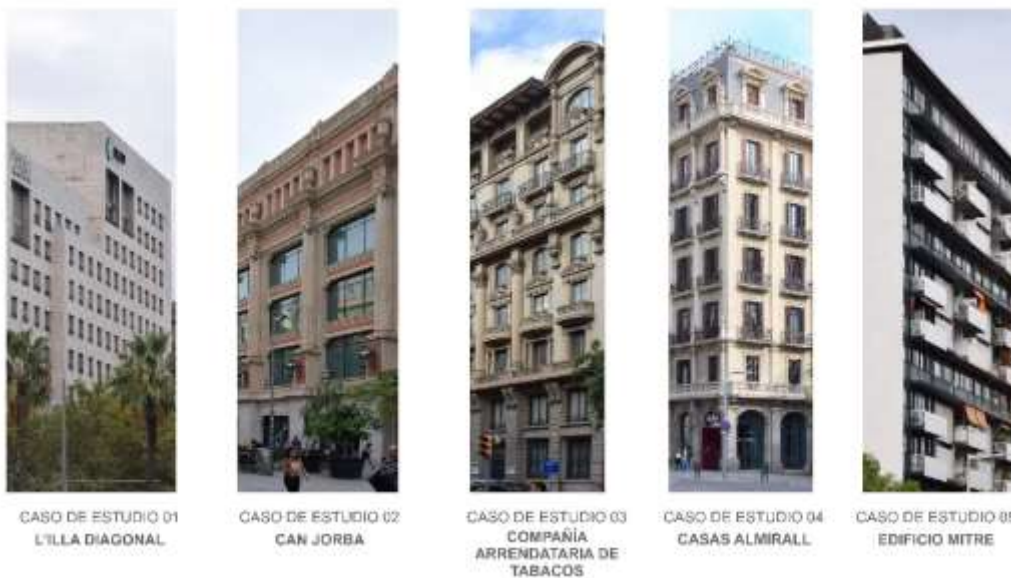 CASO DE ESTUDIO 01
L'ILLA DIAGONAL
CASO DE ESTUDIO 02
CAN JORBA
CASO DE ESTUDIO 03
COMPAÑÍA
ARRENDATARIA DE
TABACOS
CASO DE ESTUDIO 04
CASAS ALMIRALL
CASO DE ESTUDIO 05
EDIFICIO MITRE